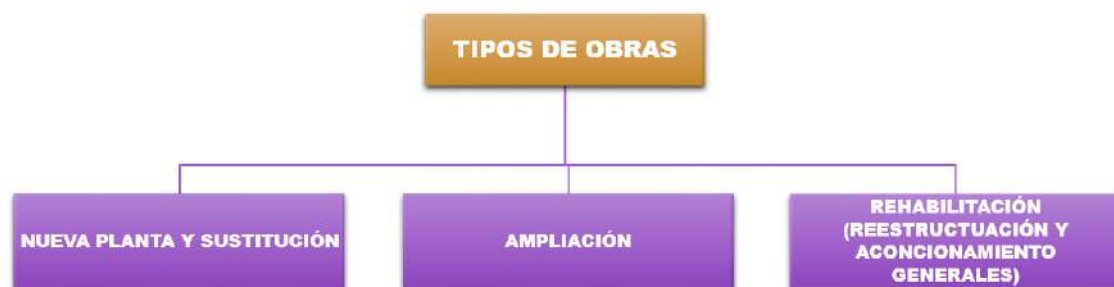 TIPOS DE OBRAS
NUEVA PLANTA Y SUSTITUCIÓN
AMPLIACIÓN
REHABILITACIÓN
(REESTRUCTUACIÓN Y
ACONCIONAMIENTO
GENERALES)